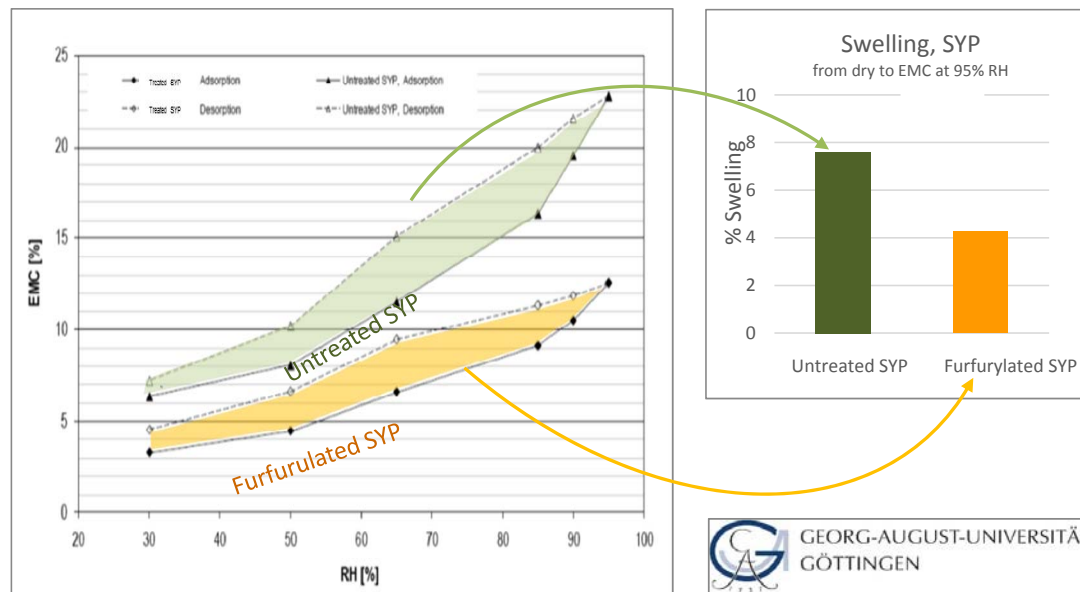 25
20
15
10
5
0
EMC [%]
Treated SYP Adsorption
Untreated SYP, Adsorption
Treated SYP Desorption
Untreated SYP, Desorption
Untreated SYP
Furfurulated SYP
20 30 40 50 60 70 80 90 100
RH [%]
Swelling, SYP
from dry to EMC at 95% RH
10
8
6
4
2
0
% Swelling
Untreated SYP Furfurylated SYP
GEORG-AUGUST-UNIVERSITÄ
GÖTTINGEN